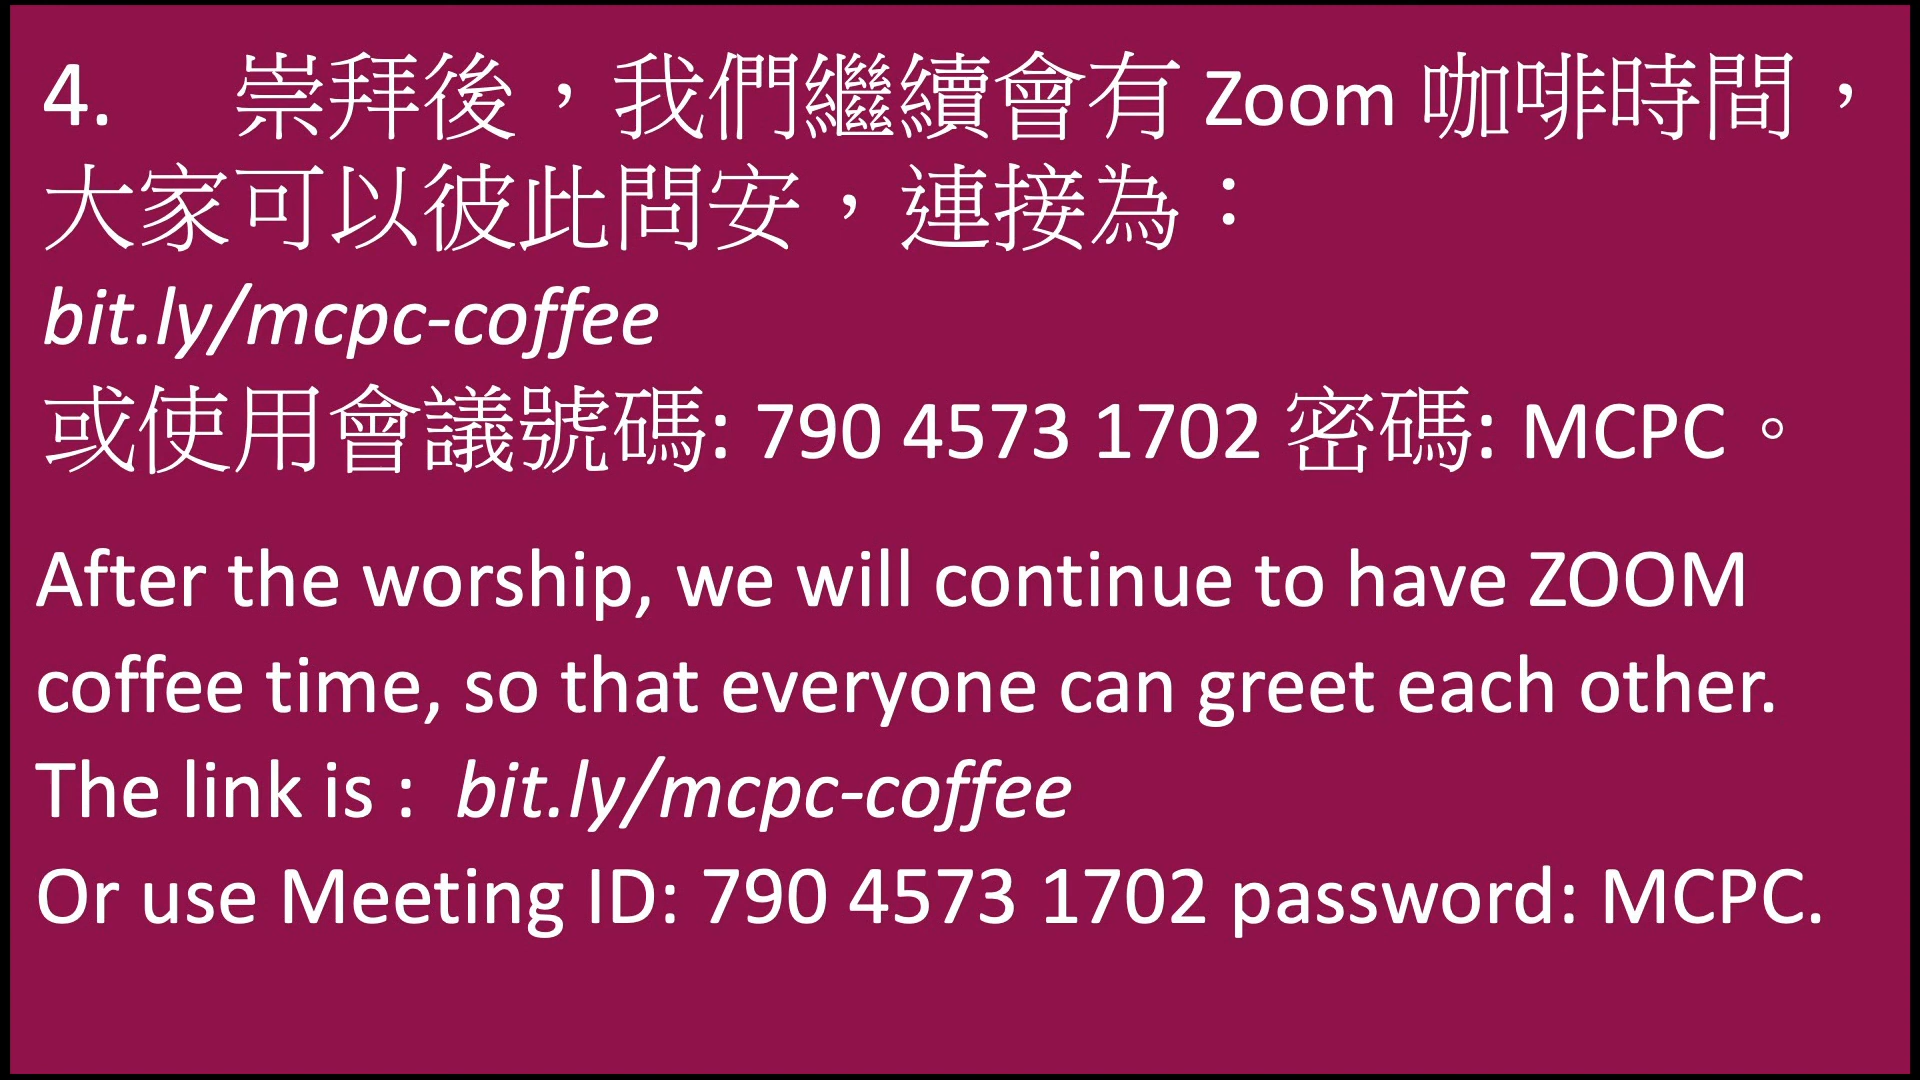 4. 崇拜後，我們繼續會有 Zoom 咖啡時間，
大家可以彼此問安，連接為：
bit.ly/mcpc-coffee
或使用會議號碼: 790 4573 1702 密碼: MCPC。
After the worship, we will continue to have ZOOM
coffee time, so that everyone can greet each other.
The link is : bit.ly/mcpc-coffee
Or use Meeting ID: 790 4573 1702 password: MCPC.